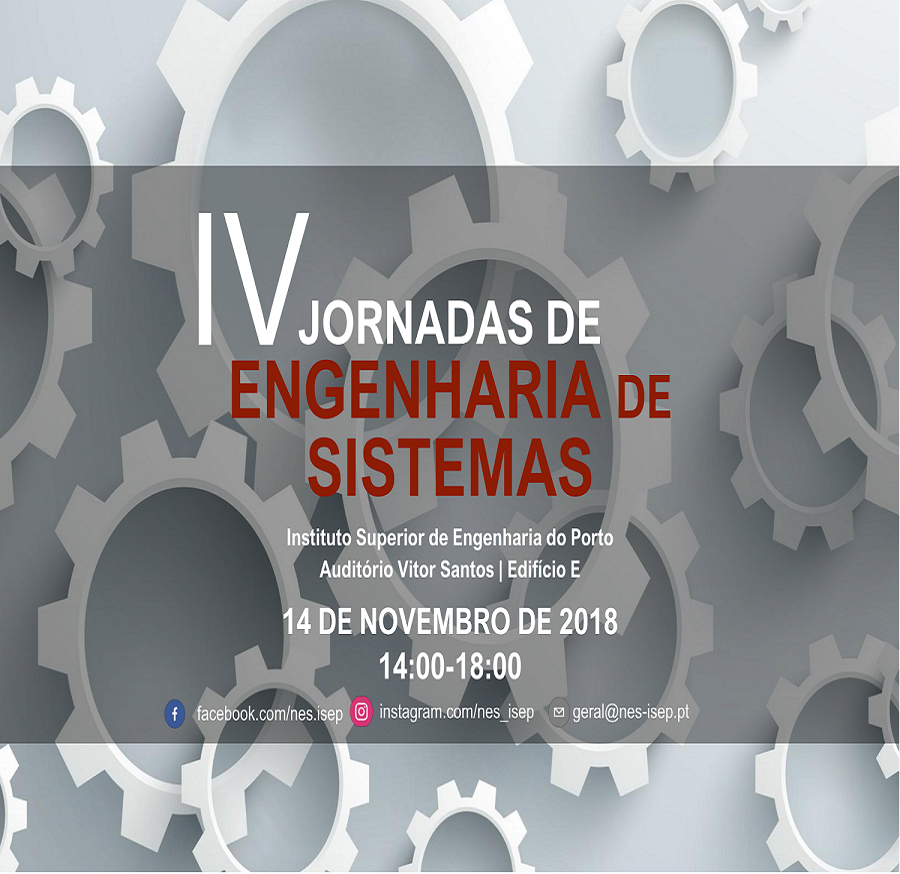 IV JORNADAS DE
ENGENHARIA DE
SISTEMAS
Instituto Superior de Engenharia do Porto
Auditório Vitor Santos | Edifício E
14 DE NOVEMBRO DE 2018
14:00-18:00
facebook.com/nes.isep instagram.com/nes_isep geral@nes-isep.pt